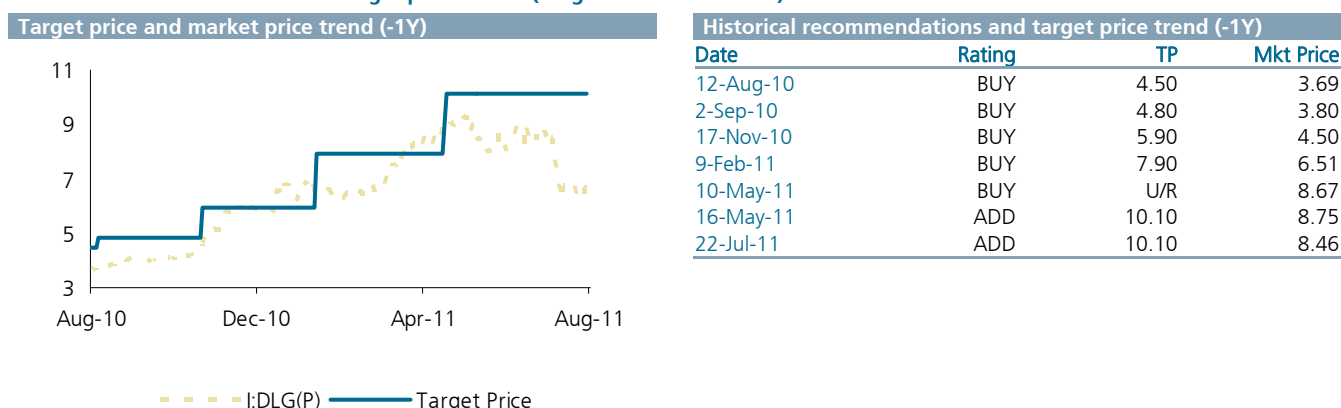 Target price and market price trend (-1Y)
11
9
7
5
3
Aug-10 Dec-10 Apr-11 Aug-11
I:DLG(P) Target Price
Historical recommendations and target price trend (-1Y)
Date Rating TP Mkt Price
12-Aug-10 BUY 4.50 3.69
2-Sep-10 BUY 4.80 3.80
17-Nov-10 BUY 5.90 4.50
9-Feb-11 BUY 7.90 6.51
10-May-11 BUY U/R 8.67
16-May-11 ADD 10.10 8.75
22-Jul-11 ADD 10.10 8.46